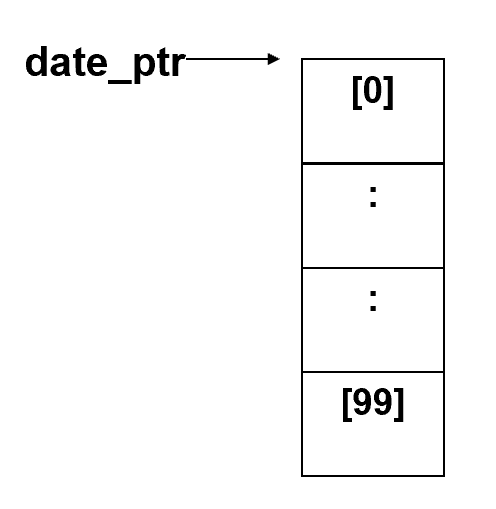 date_ptr
[0]
:
:
[99]